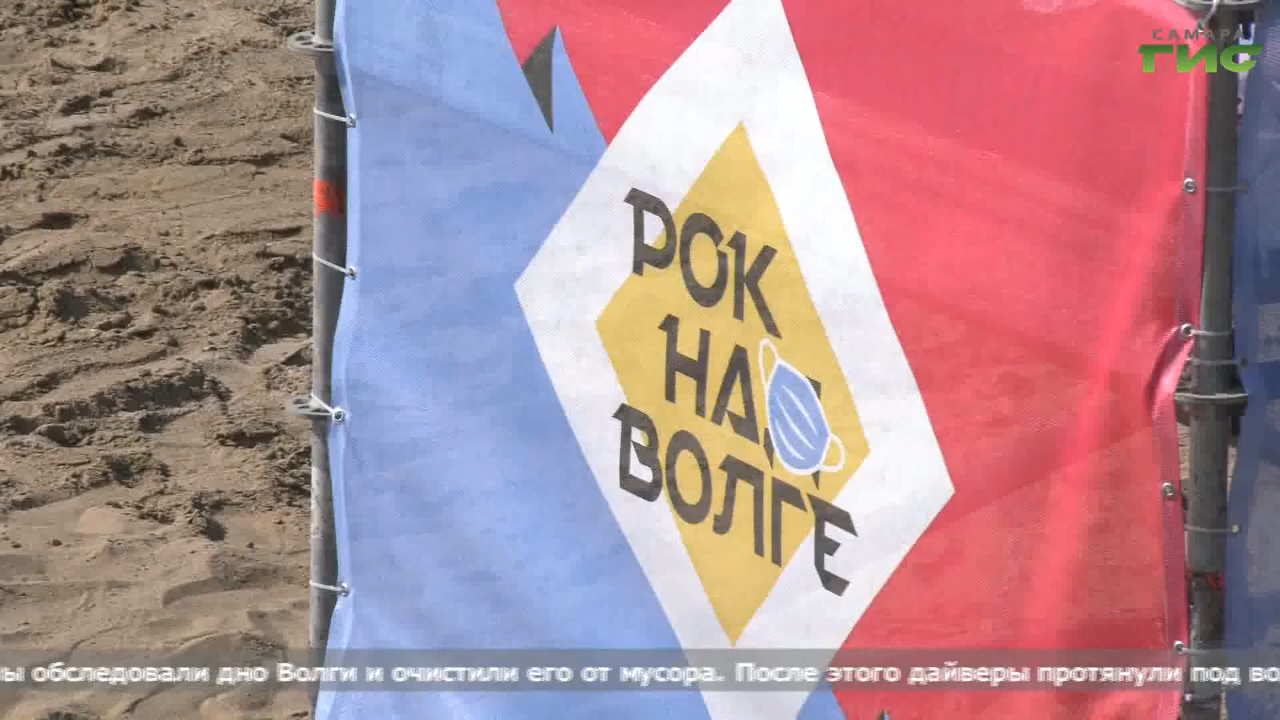 САМАРА
ГИС
РОК
НА
ВОЛГЕ
обследовали дно Волги и очистили его от мусора. После этого дайверы протянули под